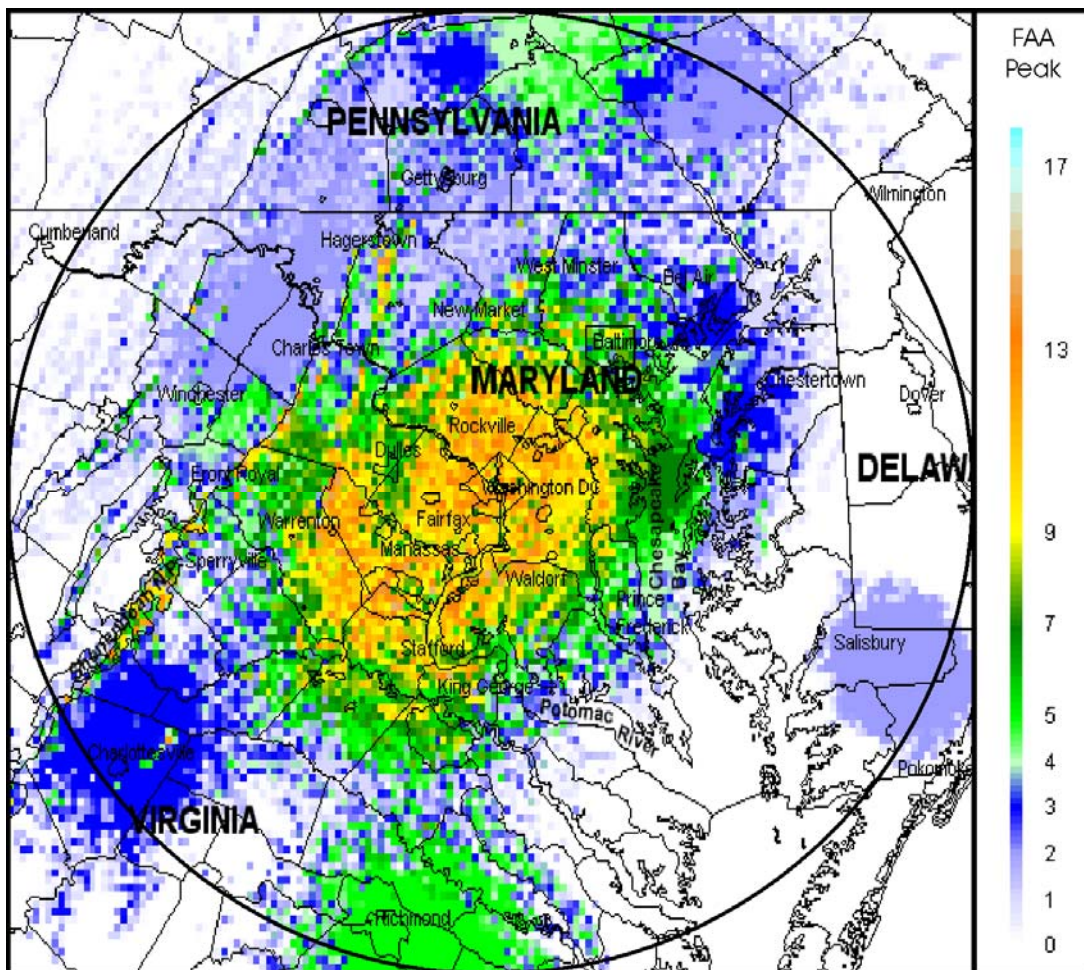 FAA
Peak
17
13
9
7
5
4
3
2
1
0
PENNSYLVANIA
Gettysburg
Wilmington
Cumberland
Hagerstown
West Minster
Bel Air
New Market
Baltimor
Charles Town
MARYLAND
Chestertown
Winchester
Dover
Rockville
Dulles
DELAW
Front Royal
Washington DC
Warrenton
Fairfax
Chesapeake
Bay
Manassas
Sperryville
Waldorf
Prince
Frederick
Stafford
Salisbury
King George
Potomac
River
Charlottesville
Pokomok
VIRGINIA
Richmond